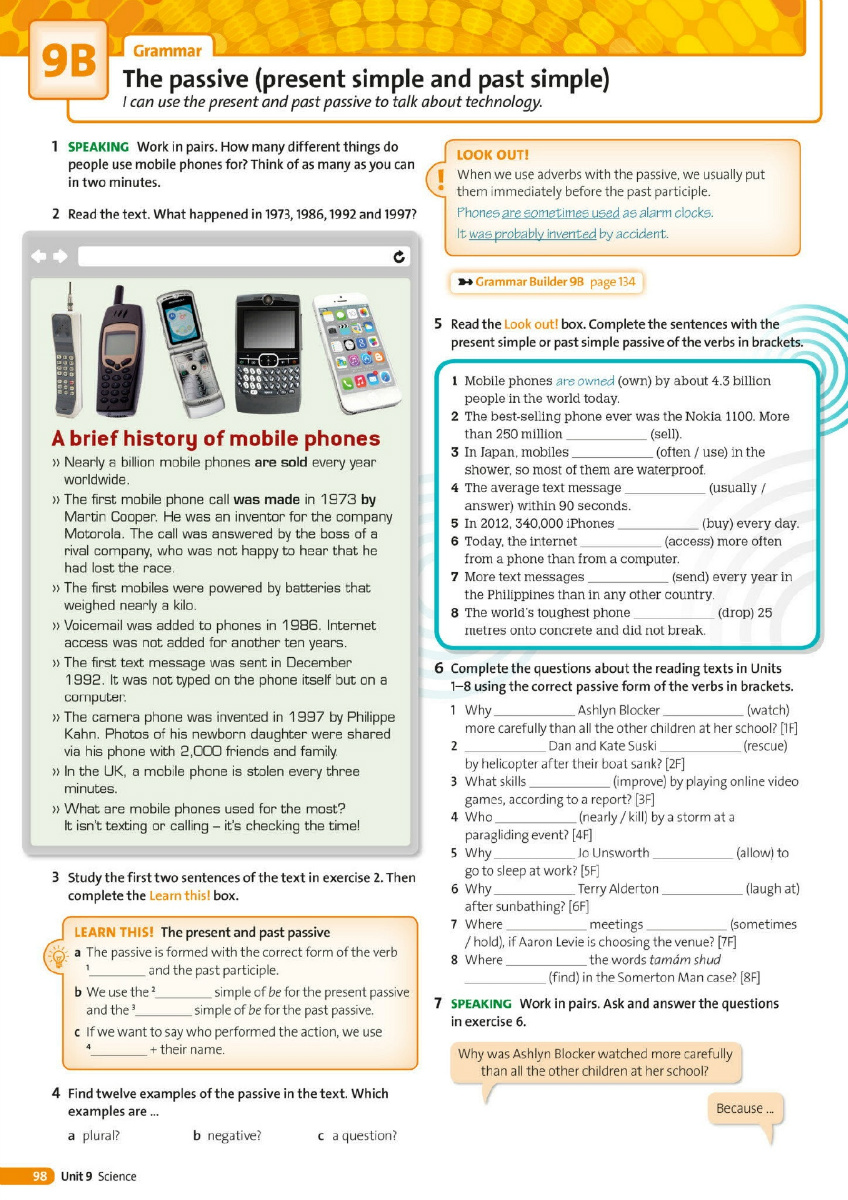 9B
Grammar
The passive (present simple and past simple)
I can use the present and past passive to talk about technology.
1 SPEAKING Work in pairs. How many different things do
people use mobile phones for? Think of as many as you can
in two minutes.
2 Read the text. What happened in 1973, 1986, 1992 and 1997?
A brief history of mobile phones
» Nearly a billion mobile phones are sold every year
worldwide.
» The first mobile phone call was made in 1973 by
Martin Cooper. He was an inventor for the company
Motorola. The call was answered by the boss of a
rival company, who was not happy to hear that he
had lost the race.
» The first mobiles were powered by batteries that
weighed nearly a kilo.
» Voicemail was added to phones in 1986. Internet
access was not added for another ten years.
» The first text message was sent in December
1992. It was not typed on the phone itself but on a
computer.
» The camera phone was invented in 1997 by Philippe
Kahn. Photos of his newborn daughter were shared
via his phone with 2,000 friends and family.
» In the UK, a mobile phone is stolen every three
minutes.
» What are mobile phones used for the most?
It isn't texting or calling – it's checking the time!
3 Study the first two sentences of the text in exercise 2. Then
complete the Learn this! box.
LEARN THIS! The present and past passive
a The passive is formed with the correct form of the verb
1________ and the past participle.
b We use the 2________ simple of be for the present passive
and the 3________ simple of be for the past passive.
c If we want to say who performed the action, we use
4________ + their name.
4 Find twelve examples of the passive in the text. Which
examples are ...
a plural? b negative? c a question?
LOOK OUT!
!
When we use adverbs with the passive, we usually put
them immediately before the past participle.
Phones are sometimes used as alarm clocks.
It was probably invented by accident.
Grammar Builder 9B page 134
5 Read the Look out! box. Complete the sentences with the
present simple or past simple passive of the verbs in brackets.
1 Mobile phones are owned (own) by about 4.3 billion
people in the world today.
2 The best-selling phone ever was the Nokia 1100. More
than 250 million ____________ (sell).
3 In Japan, mobiles ____________ (often / use) in the
shower, so most of them are waterproof.
4 The average text message ____________ (usually /
answer) within 90 seconds.
5 In 2012, 340,000 iPhones ____________ (buy) every day.
6 Today, the internet ____________ (access) more often
from a phone than from a computer.
7 More text messages ____________ (send) every year in
the Philippines than in any other country.
8 The world's toughest phone ____________ (drop) 25
metres onto concrete and did not break.
6 Complete the questions about the reading texts in Units
1–8 using the correct passive form of the verbs in brackets.
1 Why ____________ Ashlyn Blocker ____________ (watch)
more carefully than all the other children at her school? [1F]
2 ____________ Dan and Kate Suski ____________ (rescue)
by helicopter after their boat sank? [2F]
3 What skills ____________ (improve) by playing online video
games, according to a report? [3F]
4 Who ____________ (nearly / kill) by a storm at a
paragliding event? [4F]
5 Why ____________ Jo Unsworth ____________ (allow) to
go to sleep at work? [5F]
6 Why ____________ Terry Alderton ____________ (laugh at)
after sunbathing? [6F]
7 Where ____________ meetings ____________ (sometimes
/ hold), if Aaron Levie is choosing the venue? [7F]
8 Where ____________ the words tamám shud
____________ (find) in the Somerton Man case? [8F]
7 SPEAKING Work in pairs. Ask and answer the questions
in exercise 6.
Why was Ashlyn Blocker watched more carefully
than all the other children at her school?
Because ...
98 Unit 9 Science